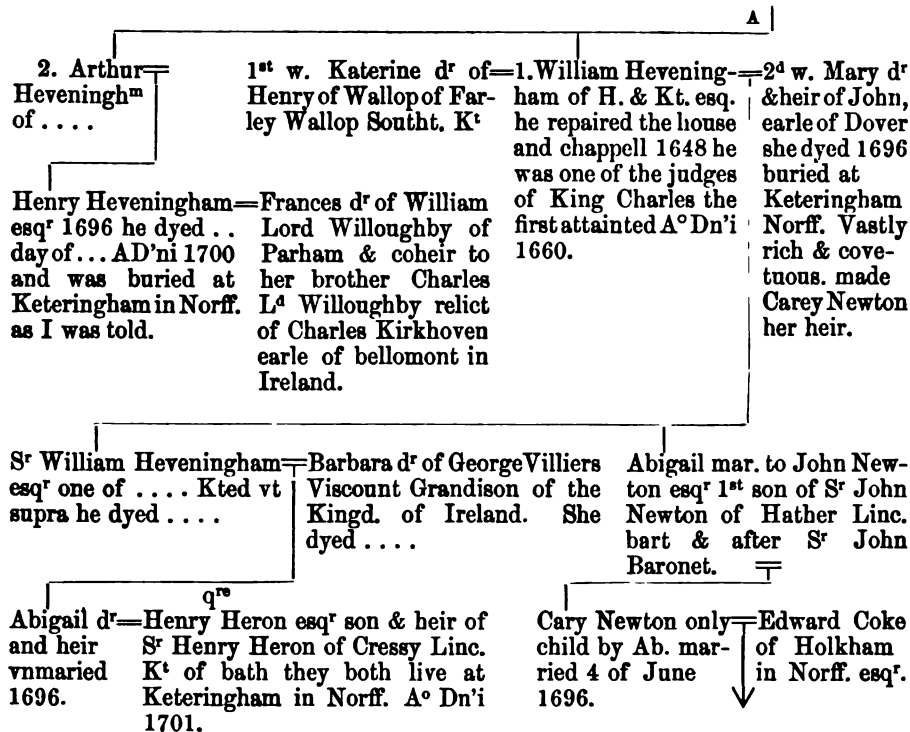 A
2. Arthur
Heveningh^m
of . . . .
1^st w. Katerine d^r of
Henry of Wallop of Far-
ley Wallop Southt. K^t
1. William Hevening-
ham of H. & Kt. esq.
he repaired the house
and chappell 1648 he
was one of the judges
of King Charles the
first attainted A^o Dn'i
1660.
2^d w. Mary d^r
& heir of John,
earle of Dover
she dyed 1696
buried at
Keteringham
Norff. Vastly
rich & cove-
tuous. made
Carey Newton
her heir.
Henry Heveningham
esq^r 1696 he dyed . .
day of ... AD'ni 1700
and was buried at
Keteringham in Norff.
as I was told.
Frances d^r of William
Lord Willoughby of
Parham & coheir to
her brother Charles
L^d Willoughby relict
of Charles Kirkhoven
earle of bellomont in
Ireland.
S^r William Heveningham
esq^r one of . . . . Kted vt
supra he dyed . . . .
Barbara d^r of George Villiers
Viscount Grandison of the
Kingd. of Ireland. She
dyed . . . .
Abigail mar. to John New-
ton esq^r 1^st son of S^r John
Newton of Hather Linc.
bart & after S^r John
Baronet.
q^re
Abigail d^r
and heir
vnmaried
1696.
Henry Heron esq^r son & heir of
S^r Henry Heron of Cressy Linc.
K^t of bath they both live at
Keteringham in Norff. A^o Dn'i
1701.
Cary Newton only
child by Ab. mar-
ried 4 of June
1696.
Edward Coke
of Holkham
in Norff. esq^r.